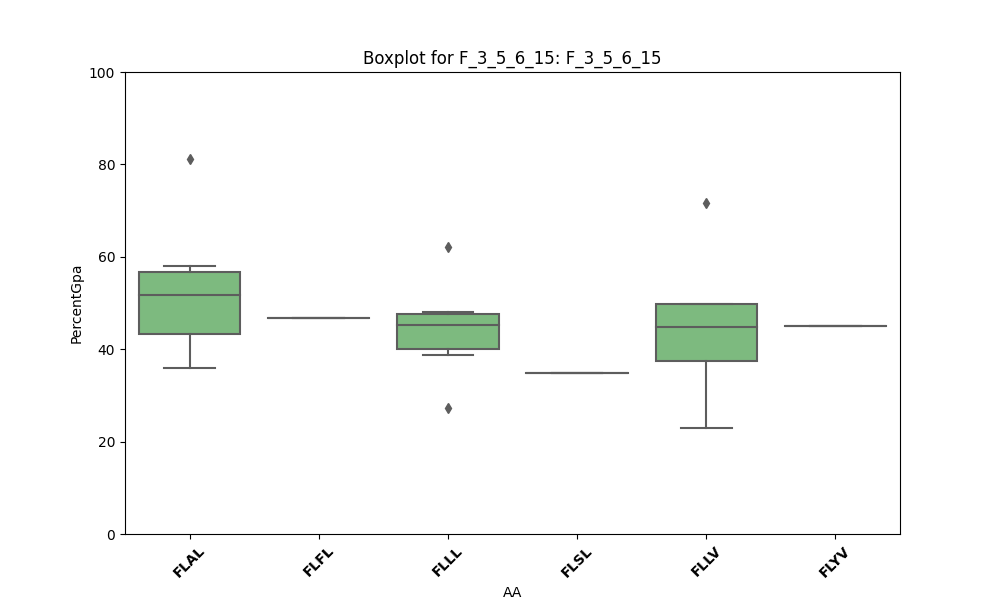 Boxplot for F_3_5_6_15: F_3_5_6_15
100
80
60
40
20
0
PercentGpa
FLAL
FLFL
FLLL
FLSL
FLLV
FLYV
AA